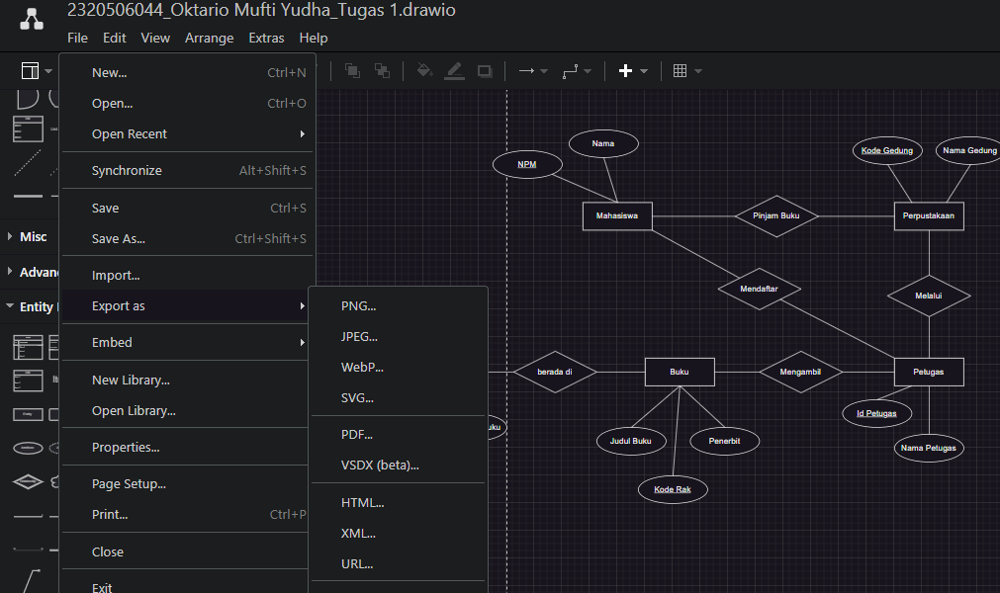 2320506044_Oktario Mufti Yudha_Tugas 1.drawio
File Edit View Arrange Extras Help
New... Ctrl+N
Open... Ctrl+O
Open Recent
Synchronize Alt+Shift+S
Save Ctrl+S
Save As... Ctrl+Shift+S
Import...
Export as
Embed
New Library...
Open Library...
Properties...
Page Setup...
Print... Ctrl+P
Close
Exit
Misc
Advan
Entity
PNG...
JPEG...
WebP...
SVG...
PDF...
VSDX (beta)...
HTML...
XML...
URL...
Nama
NPM
Kode Gedung
Nama Gedung
Mahasiswa
Pinjam Buku
Perpustakaan
Mendaftar
Melalui
berada di
Buku
Mengambil
Petugas
Id Petugas
uku
Judul Buku
Penerbit
Nama Petugas
Kode Rak